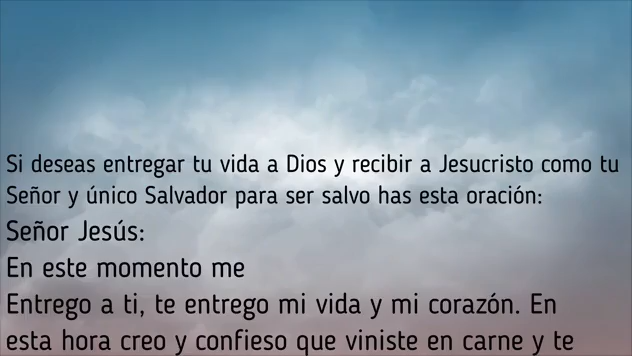 Si deseas entregar tu vida a Dios y recibir a Jesucristo como tu
Señor y único Salvador para ser salvo has esta oración:
Señor Jesús:
En este momento me
Entrego a ti, te entrego mi vida y mi corazón. En
esta hora creo y confieso que viniste en carne y te